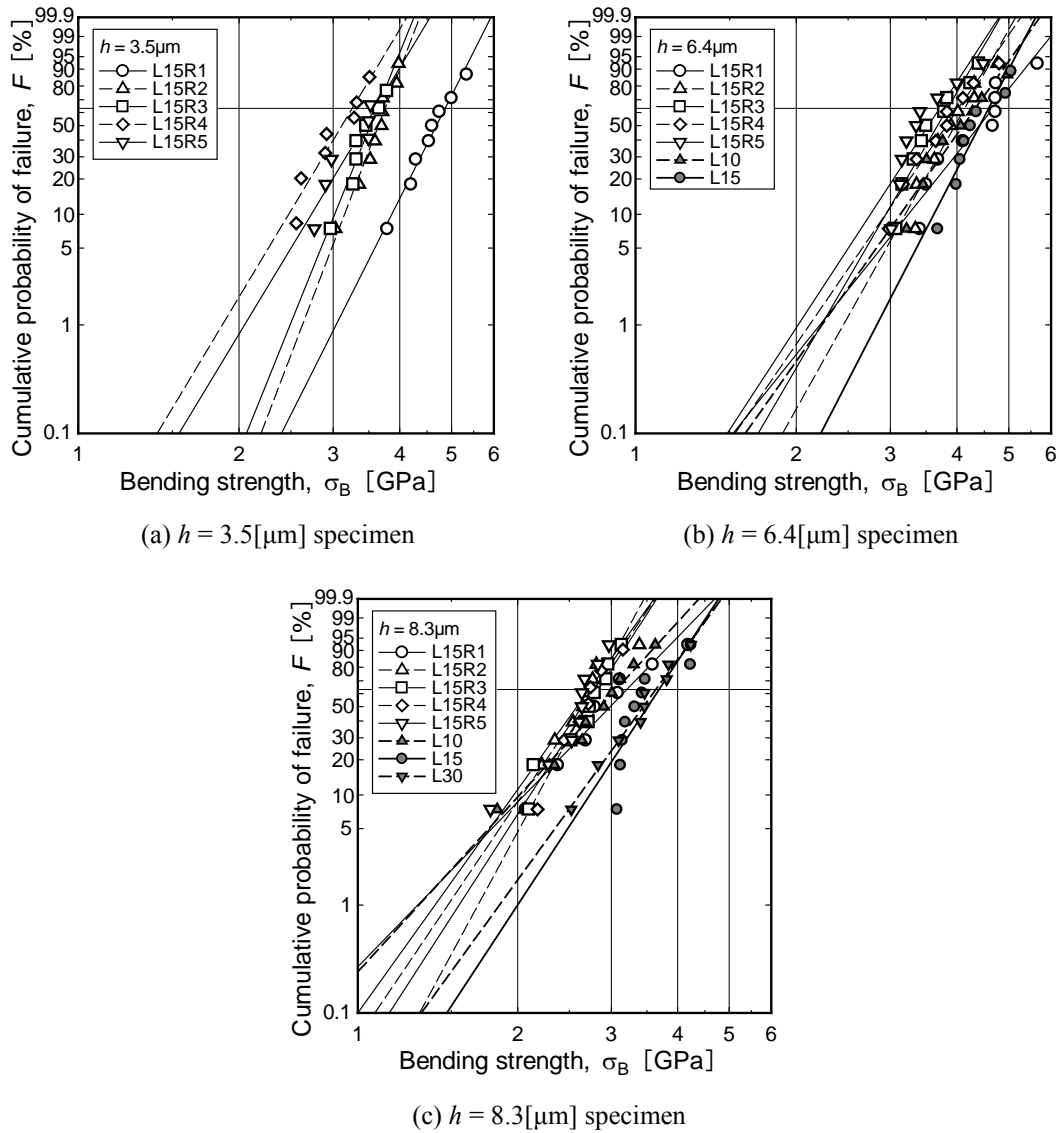 Cumulative probability of failure, F [%]
99.9
99
95
90
80
50
30
20
10
5
1
0.1
h = 3.5μm
L15R1
L15R2
L15R3
L15R4
L15R5
1 2 3 4 5 6
Bending strength, σB [GPa]
(a) h = 3.5[μm] specimen
Cumulative probability of failure, F [%]
99.9
99
95
90
80
50
30
20
10
5
1
0.1
h = 6.4μm
L15R1
L15R2
L15R3
L15R4
L15R5
L10
L15
1 2 3 4 5 6
Bending strength, σB [GPa]
(b) h = 6.4[μm] specimen
Cumulative probability of failure, F [%]
99.9
99
95
80
50
30
20
10
5
1
0.1
h = 8.3μm
L15R1
L15R2
L15R3
L15R4
L15R5
L10
L15
L30
1 2 3 4 5 6
Bending strength, σB [GPa]
(c) h = 8.3[μm] specimen